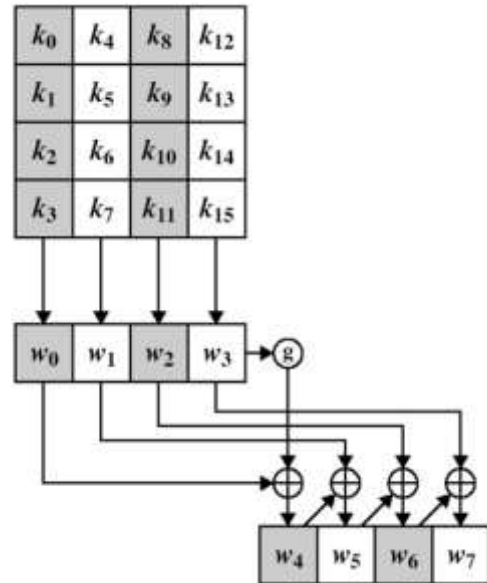 k₀ k₄ k₈ k₁₂
k₁ k₅ k₉ k₁₃
k₂ k₆ k₁₀ k₁₄
k₃ k₇ k₁₁ k₁₅
w₀ w₁ w₂ w₃ g
w₄ w₅ w₆ w₇